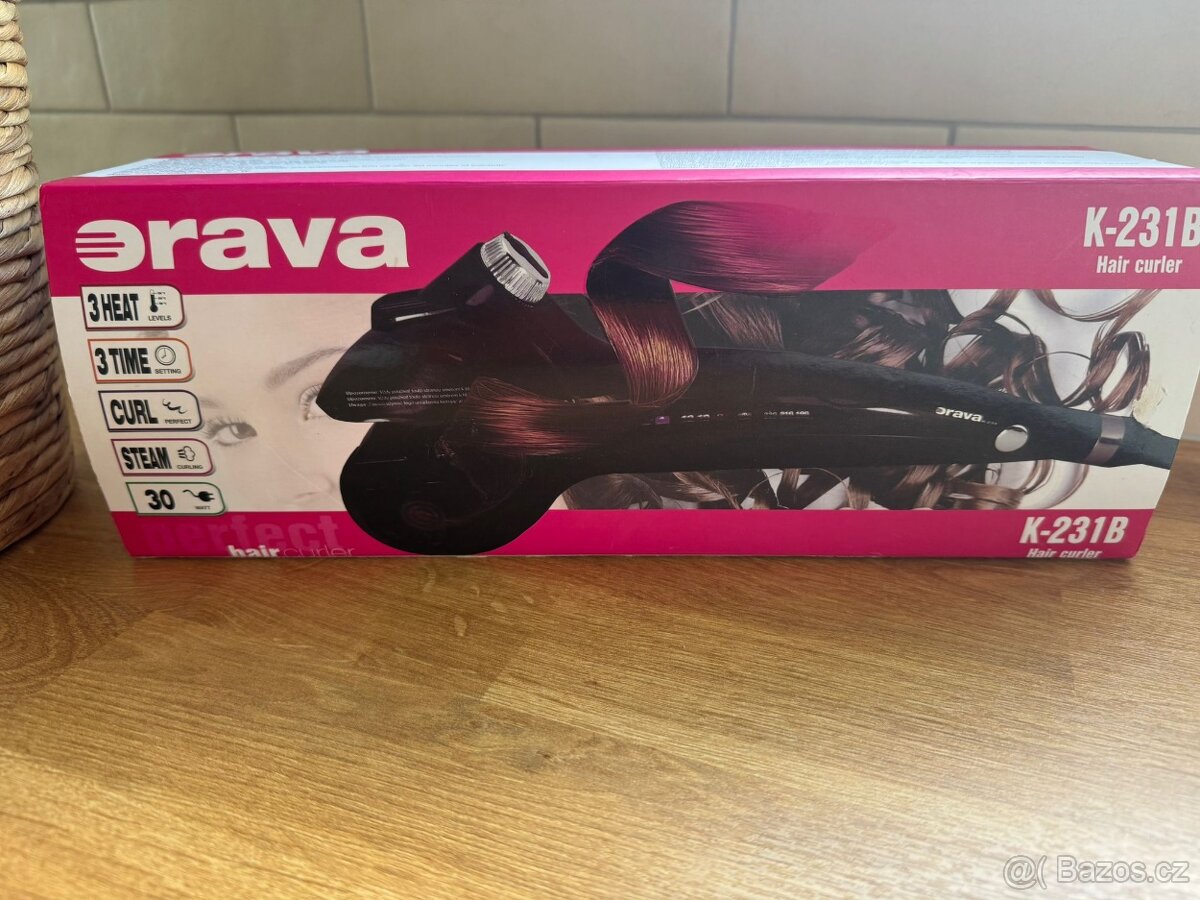 orava
K-231B
Hair curler
3 HEAT
LEVELS
3 TIME
SETTING
CURL
PERFECT
STEAM
CURLING
30
WATT
orava
perfect
hair curler
K-231B
Hair curler
@( Bazos.cz